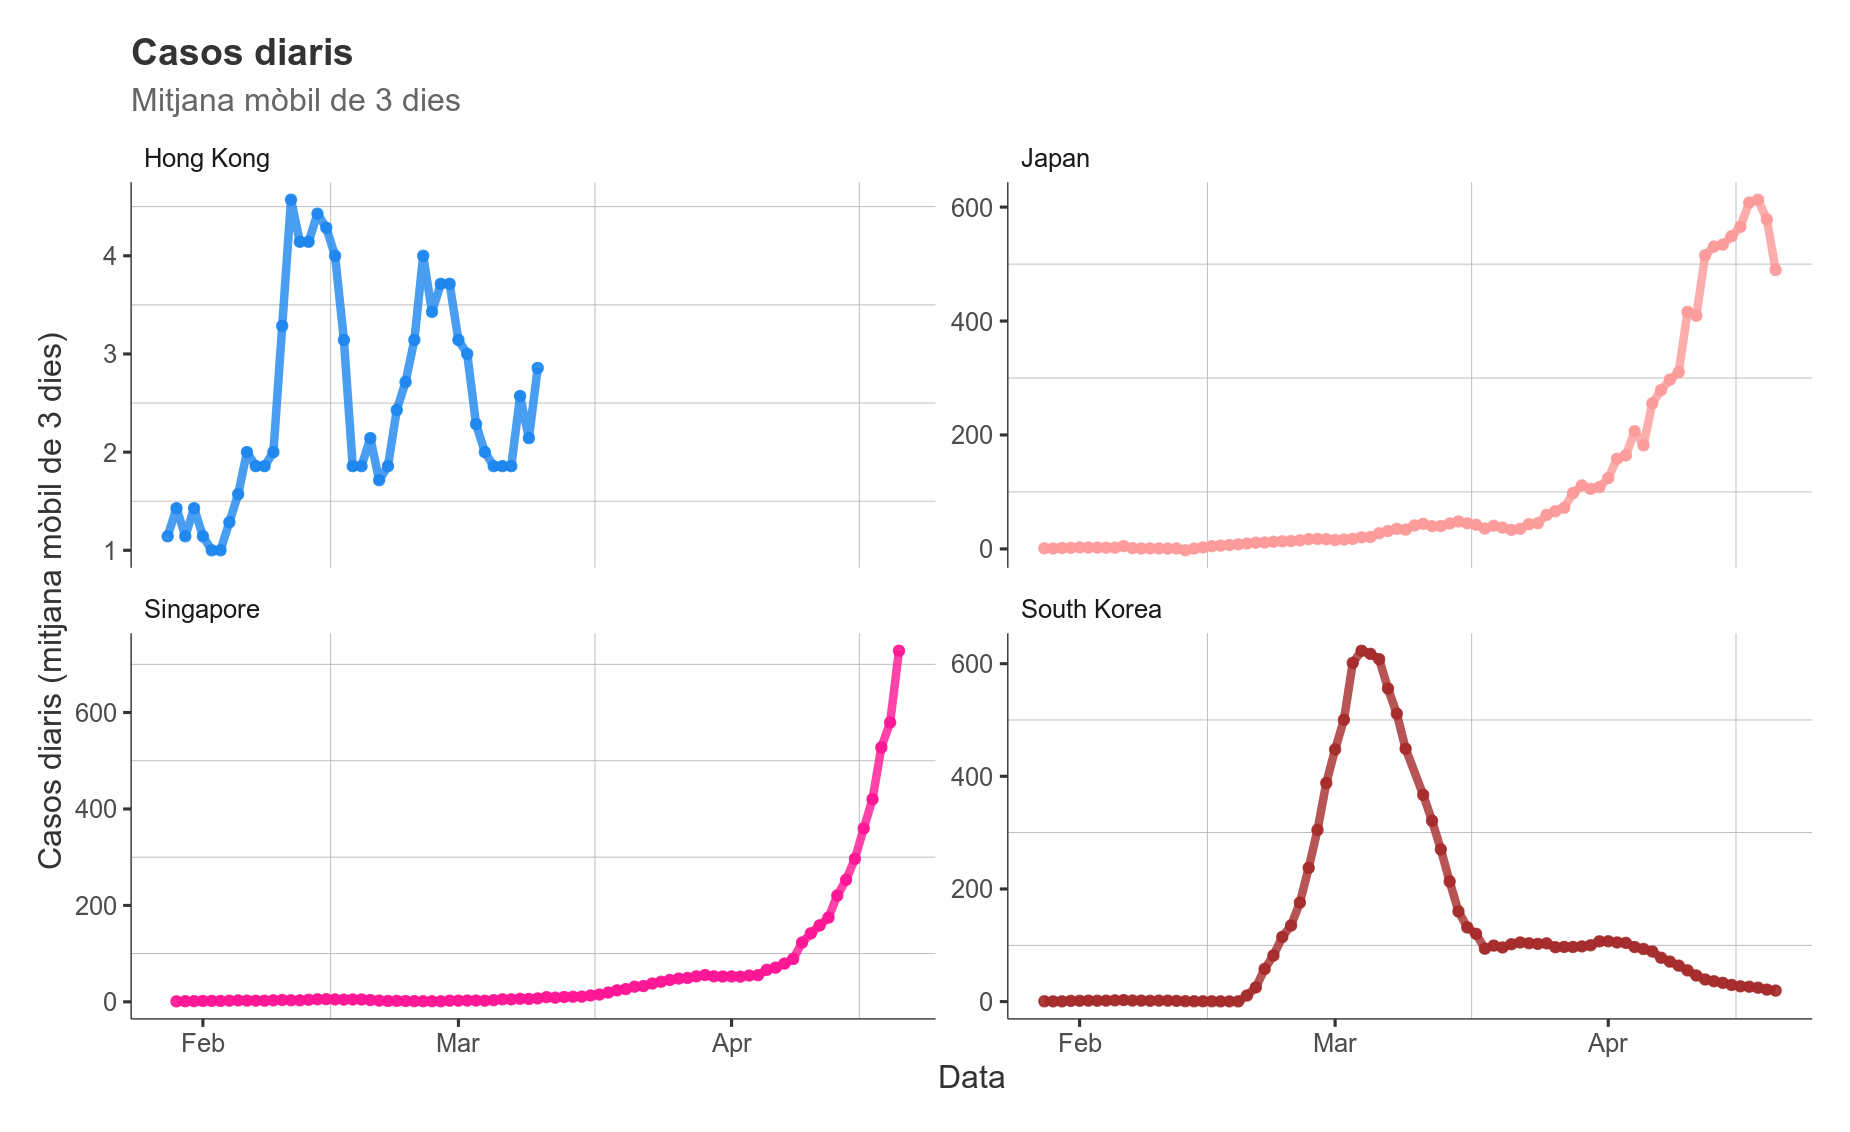 Casos diaris
Mitjana mòbil de 3 dies
Casos diaris (mitjana mòbil de 3 dies)
Hong Kong
4
3
2
1
Japan
600
400
200
0
Singapore
600
400
200
0
Feb Mar Apr
South Korea
600
400
200
0
Feb Mar Apr
Data